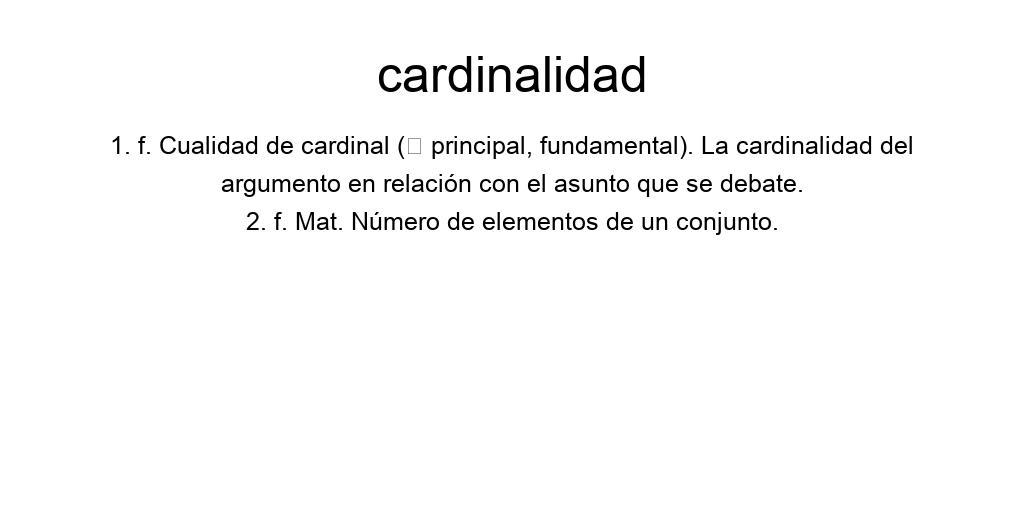 cardinalidad
1. f. Cualidad de cardinal (▯ principal, fundamental). La cardinalidad del
argumento en relación con el asunto que se debate.
2. f. Mat. Número de elementos de un conjunto.